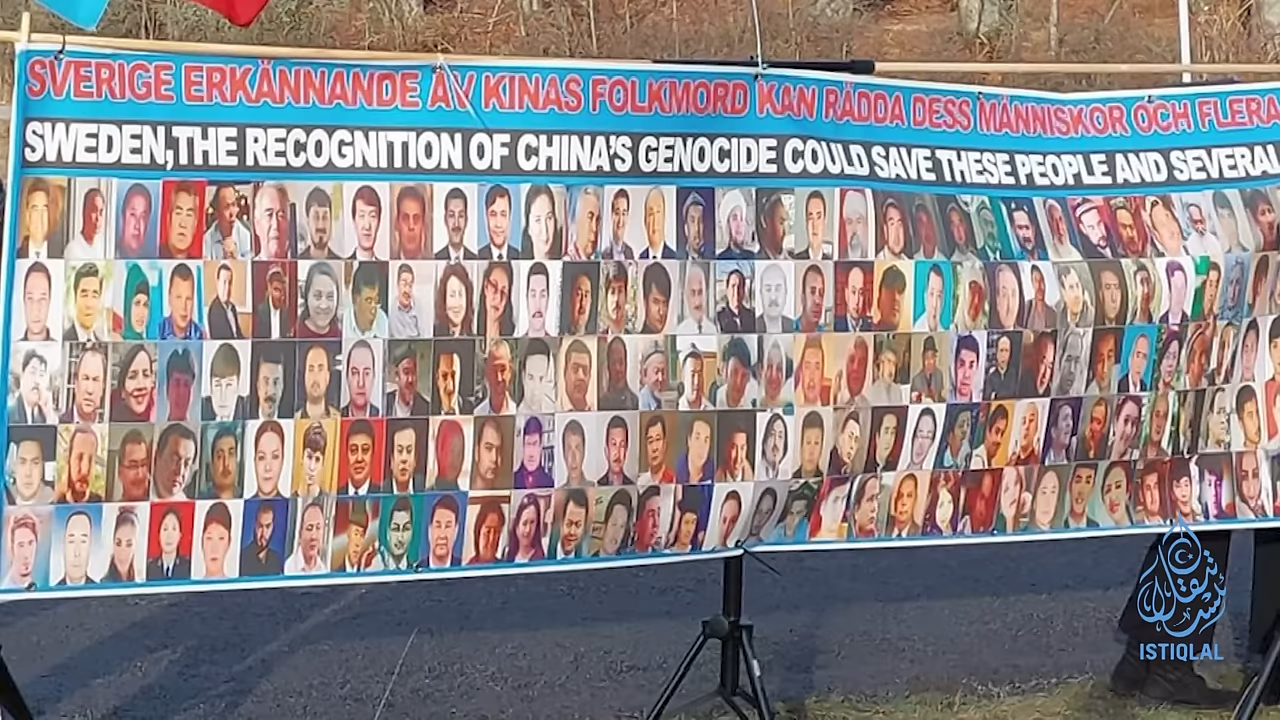 SVERIGE ERKÄNNANDE AV KINAS FOLKMORD KAN RÄDDA DESS MÄNNISKOR OCH FLERA
SWEDEN,THE RECOGNITION OF CHINA'S GENOCIDE COULD SAVE THESE PEOPLE AND SEVERAL
ئىستىقلال
ISTIQLAL